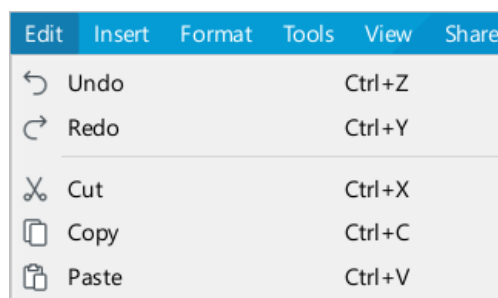 Edit Insert Format Tools View Share
Undo Ctrl+Z
Redo Ctrl+Y
Cut Ctrl+X
Copy Ctrl+C
Paste Ctrl+V